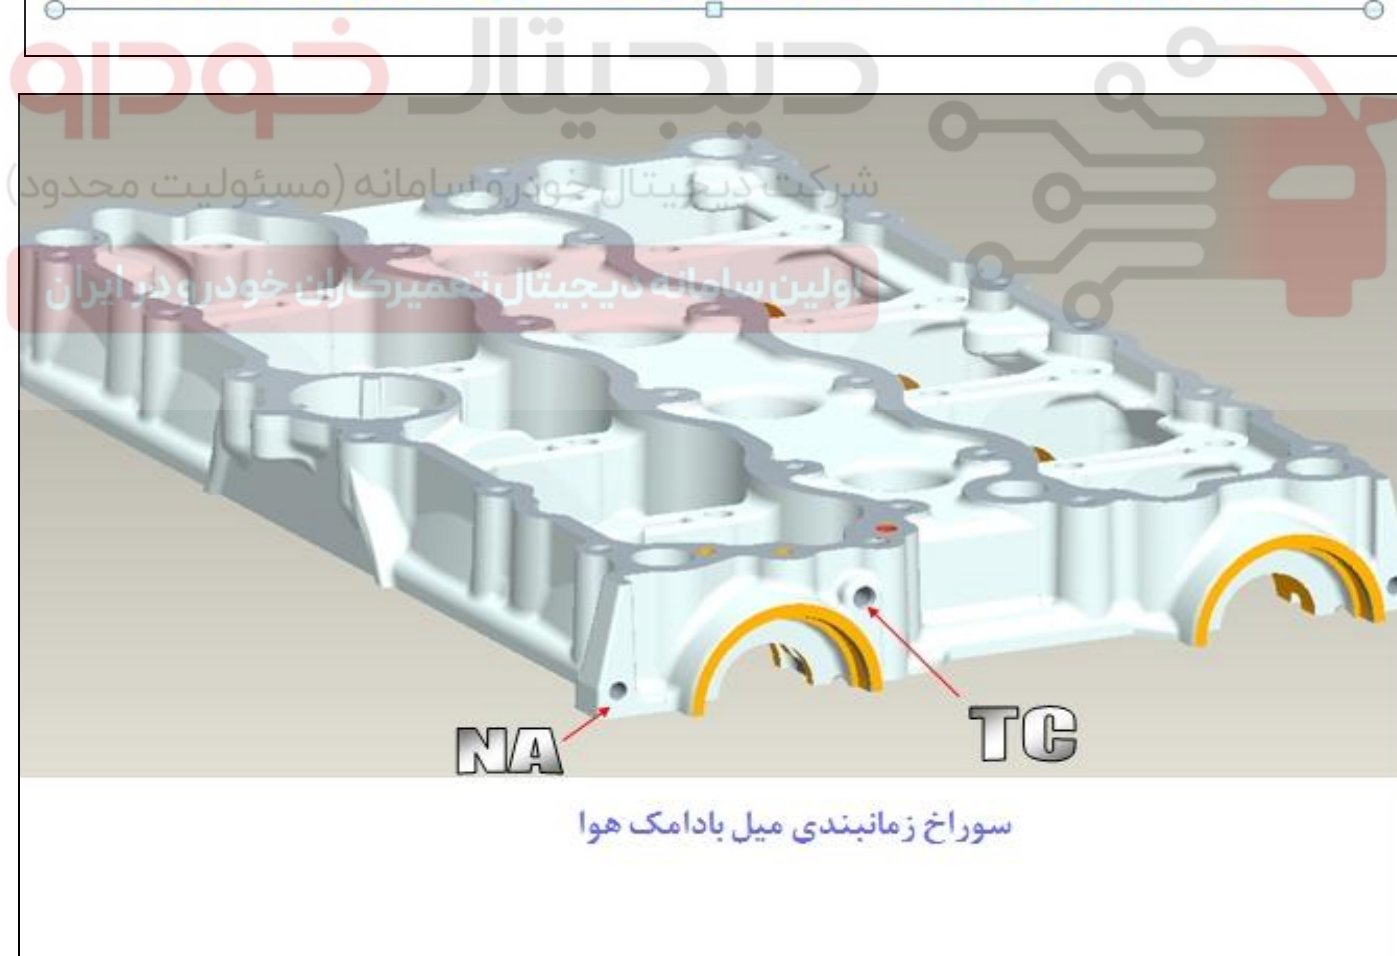 دیجیتال خودرو
شرکت دیجیتال خودرو سامانه (مسئولیت محدود)
اولین سامانه دیجیتال تعمیرکاران خودرو در ایران
NA
TC
سوراخ زمانبندی میل بادامک هوا